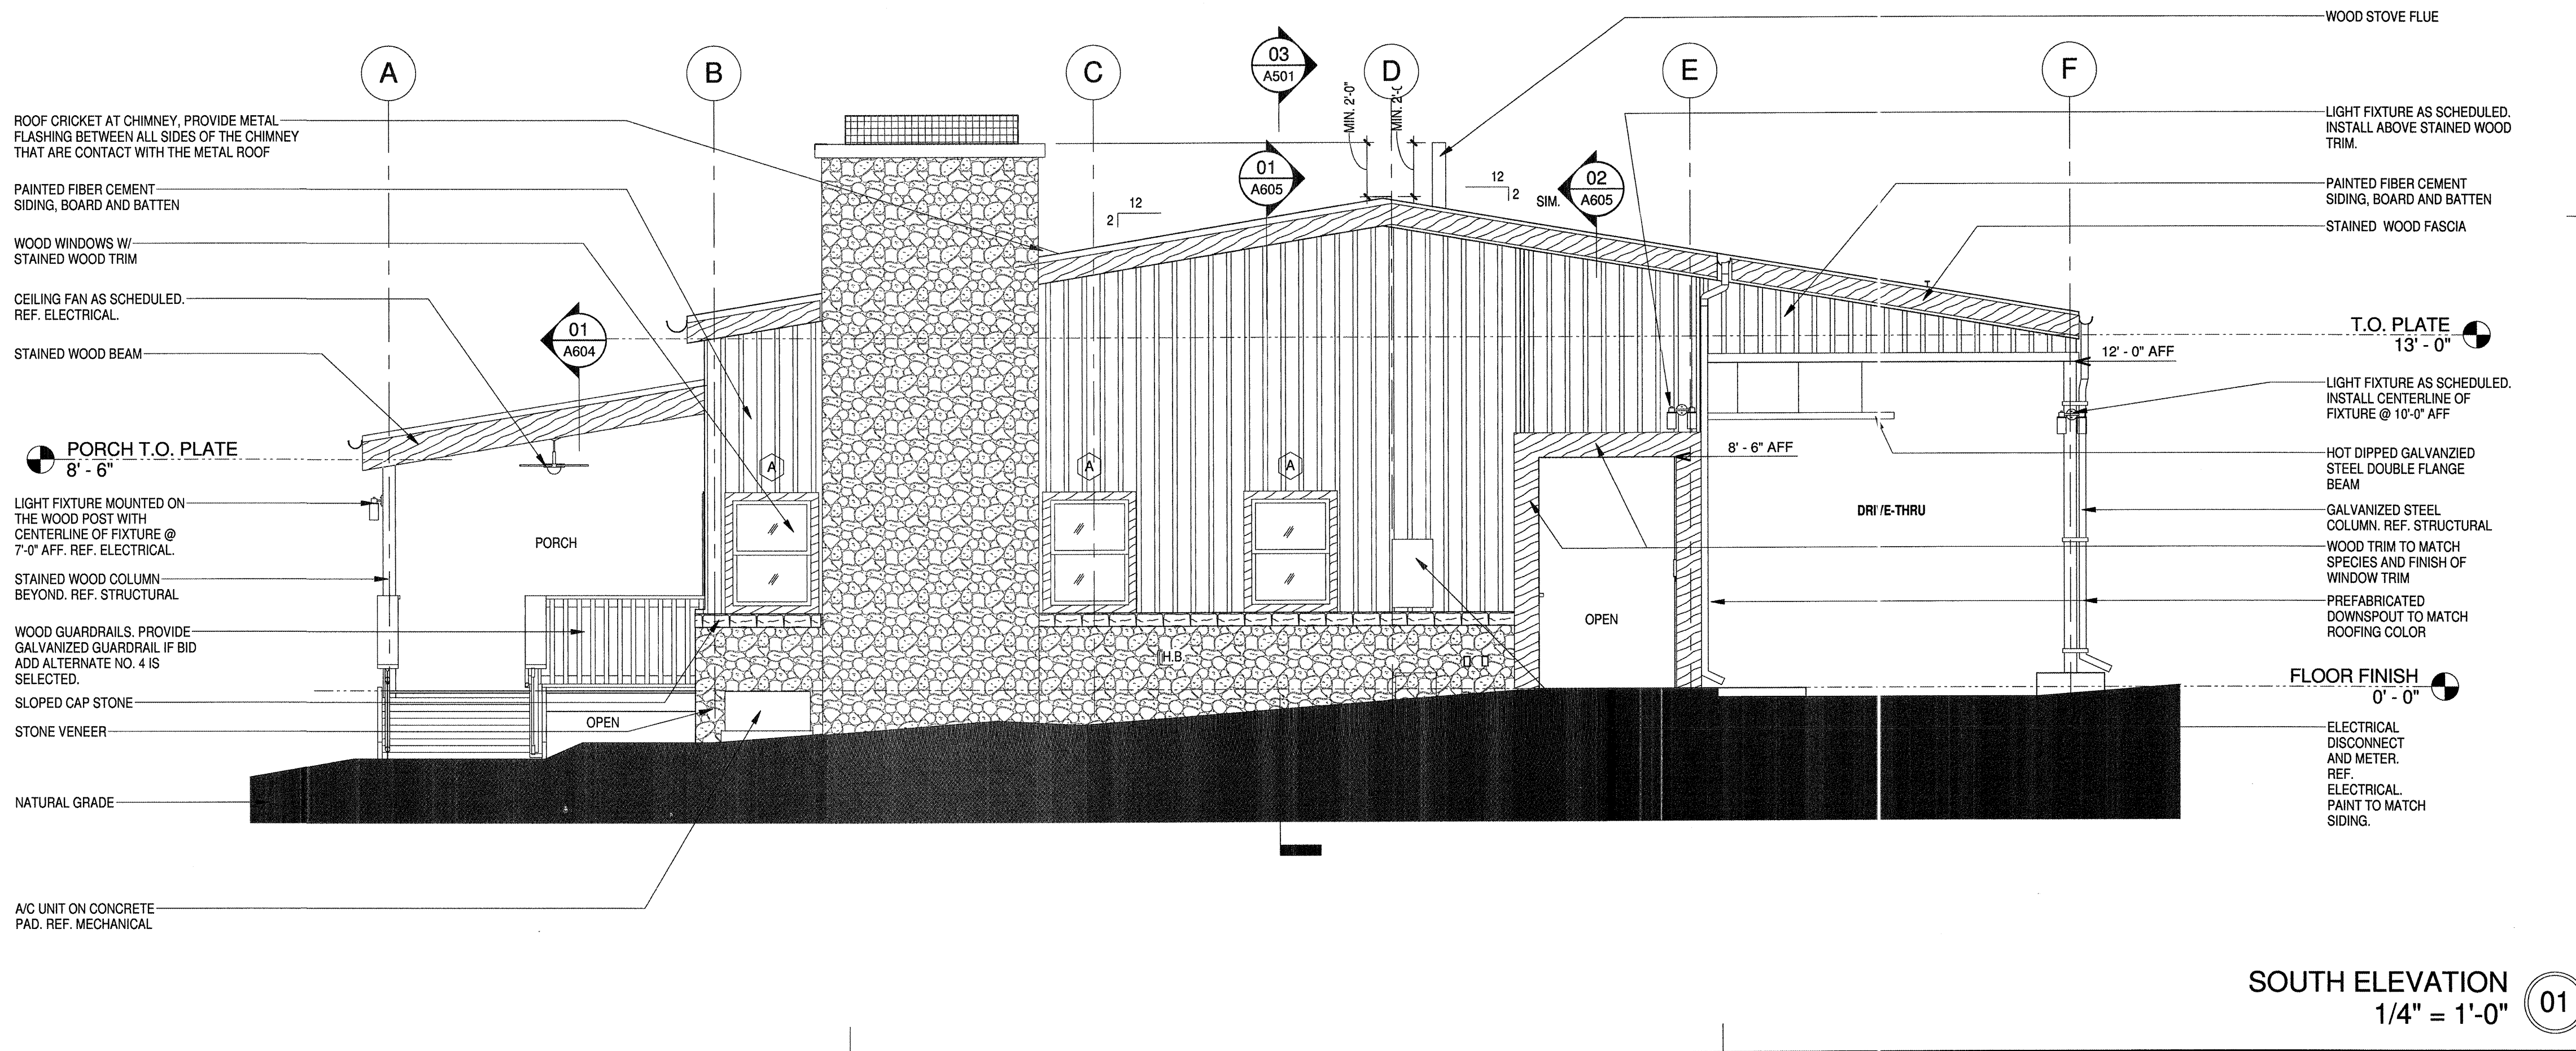 WOOD STOVE FLUE
A
B
C
03
A501
D
E
F
MIN. 2'-0"
MIN. 2'-
ROOF CRICKET AT CHIMNEY, PROVIDE METAL
FLASHING BETWEEN ALL SIDES OF THE CHIMNEY
THAT ARE CONTACT WITH THE METAL ROOF
LIGHT FIXTURE AS SCHEDULED.
INSTALL ABOVE STAINED WOOD
TRIM.
01
A605
12
2
12
2
SIM.
02
A605
PAINTED FIBER CEMENT
SIDING, BOARD AND BATTEN
PAINTED FIBER CEMENT
SIDING, BOARD AND BATTEN
STAINED WOOD FASCIA
WOOD WINDOWS W/
STAINED WOOD TRIM
CEILING FAN AS SCHEDULED.
REF. ELECTRICAL.
01
A604
T.O. PLATE
13' - 0"
STAINED WOOD BEAM
12' - 0" AFF
LIGHT FIXTURE AS SCHEDULED.
INSTALL CENTERLINE OF
FIXTURE @ 10'-0" AFF
PORCH T.O. PLATE
8' - 6"
A
A
A
8' - 6" AFF
HOT DIPPED GALVANZIED
STEEL DOUBLE FLANGE
BEAM
LIGHT FIXTURE MOUNTED ON
THE WOOD POST WITH
CENTERLINE OF FIXTURE @
7'-0" AFF. REF. ELECTRICAL.
PORCH
DRIVE-THRU
GALVANIZED STEEL
COLUMN. REF. STRUCTURAL
WOOD TRIM TO MATCH
SPECIES AND FINISH OF
WINDOW TRIM
STAINED WOOD COLUMN
BEYOND. REF. STRUCTURAL
OPEN
PREFABRICATED
DOWNSPOUT TO MATCH
ROOFING COLOR
WOOD GUARDRAILS. PROVIDE
GALVANIZED GUARDRAIL IF BID
ADD ALTERNATE NO. 4 IS
SELECTED.
H.B.
FLOOR FINISH
0' - 0"
SLOPED CAP STONE
OPEN
STONE VENEER
ELECTRICAL
DISCONNECT
AND METER.
REF.
ELECTRICAL.
PAINT TO MATCH
SIDING.
NATURAL GRADE
A/C UNIT ON CONCRETE
PAD. REF. MECHANICAL
SOUTH ELEVATION
1/4" = 1'-0"
01